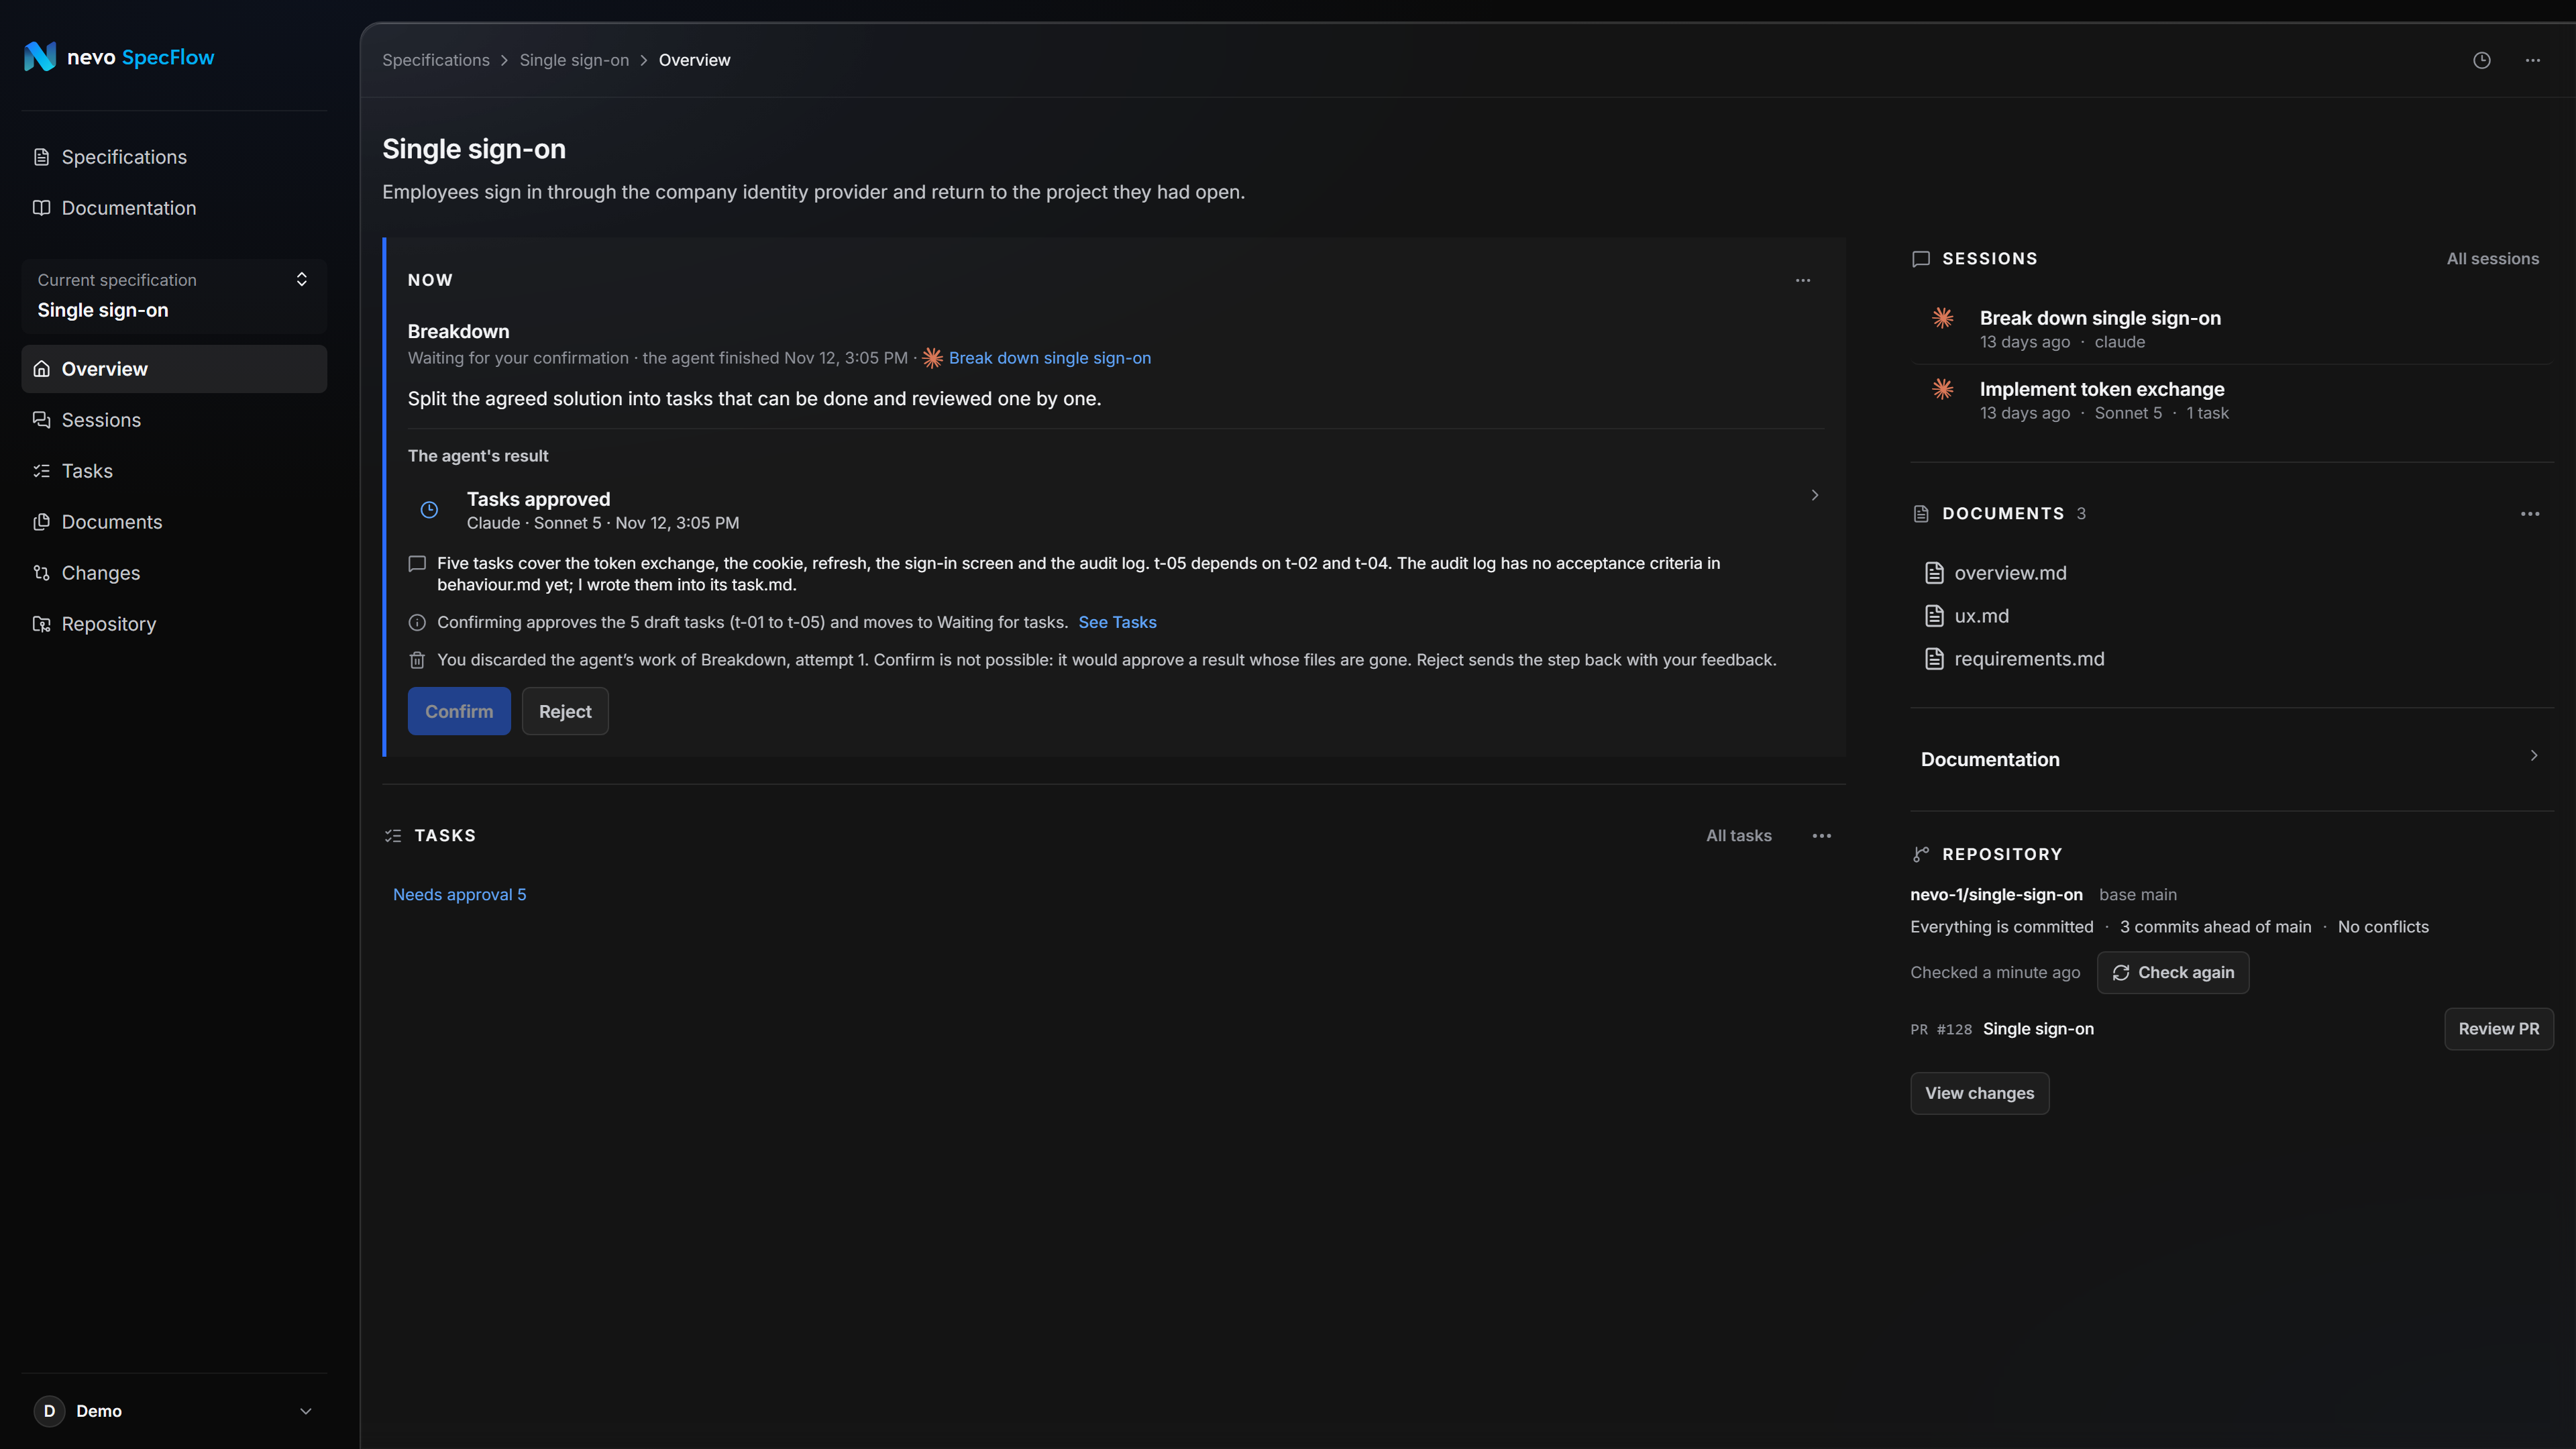 nevo SpecFlow
Specifications
Documentation
Current specification
Single sign-on
Overview
Sessions
Tasks
Documents
Changes
Repository
D Demo
Specifications > Single sign-on > Overview
Single sign-on
Employees sign in through the company identity provider and return to the project they had open.
NOW
Breakdown
Waiting for your confirmation · the agent finished Nov 12, 3:05 PM · Break down single sign-on
Split the agreed solution into tasks that can be done and reviewed one by one.
The agent's result
Tasks approved
Claude · Sonnet 5 · Nov 12, 3:05 PM
Five tasks cover the token exchange, the cookie, refresh, the sign-in screen and the audit log. t-05 depends on t-02 and t-04. The audit log has no acceptance criteria in
behaviour.md yet; I wrote them into its task.md.
Confirming approves the 5 draft tasks (t-01 to t-05) and moves to Waiting for tasks. See Tasks
You discarded the agent’s work of Breakdown, attempt 1. Confirm is not possible: it would approve a result whose files are gone. Reject sends the step back with your feedback.
Confirm Reject
TASKS All tasks
Needs approval 5
SESSIONS All sessions
Break down single sign-on
13 days ago · claude
Implement token exchange
13 days ago · Sonnet 5 · 1 task
DOCUMENTS 3
overview.md
ux.md
requirements.md
Documentation
REPOSITORY
nevo-1/single-sign-on base main
Everything is committed · 3 commits ahead of main · No conflicts
Checked a minute ago Check again
PR #128 Single sign-on Review PR
View changes